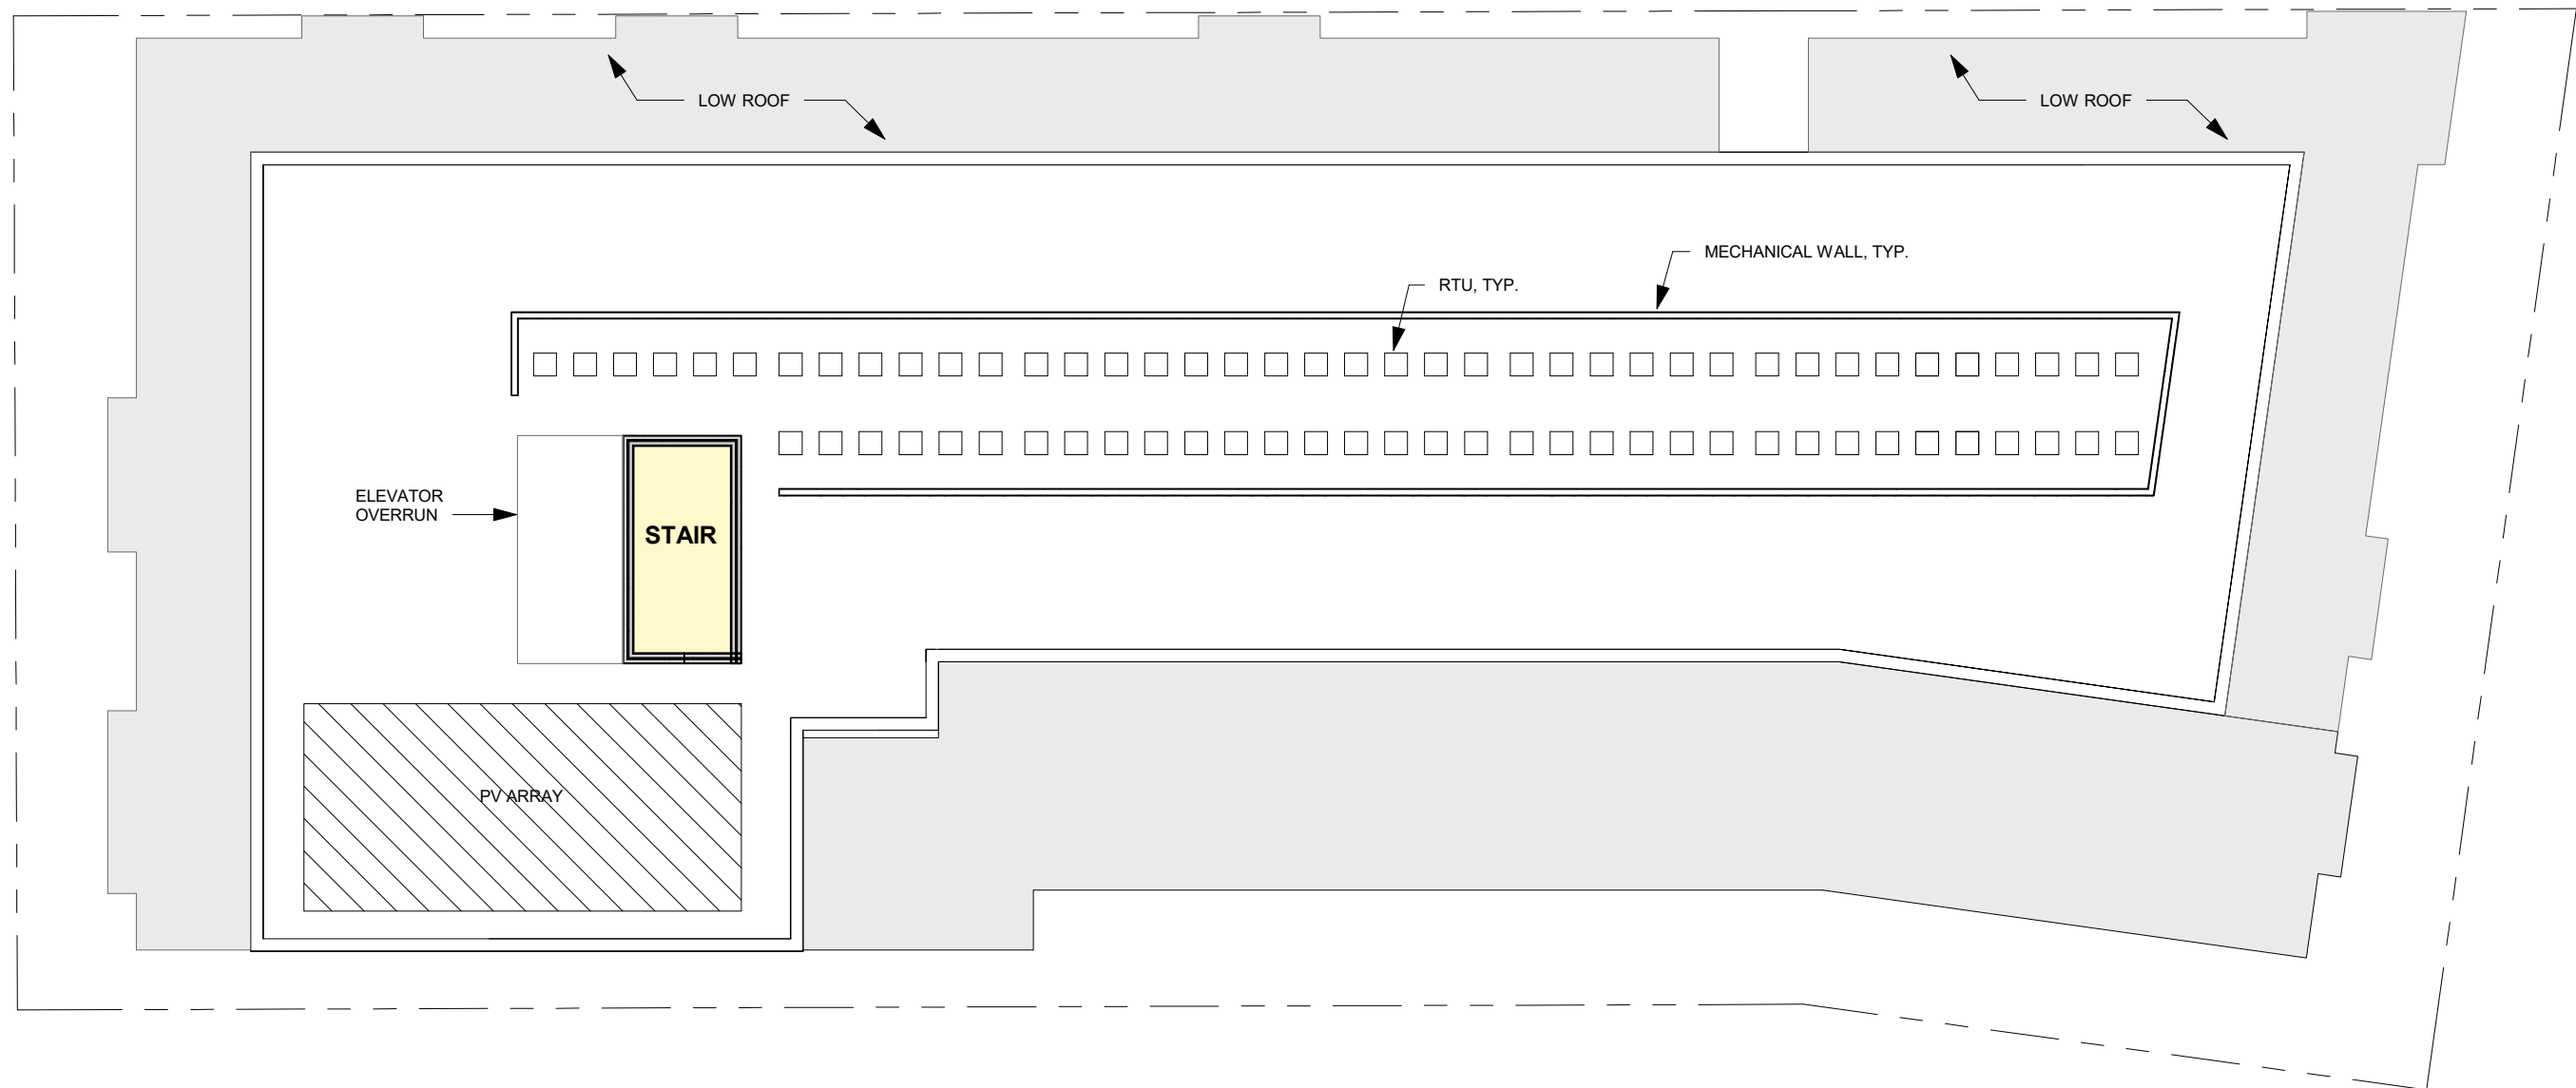 LOW ROOF
LOW ROOF
MECHANICAL WALL, TYP.
RTU, TYP.
ELEVATOR
OVERRUN
STAIR
PV ARRAY